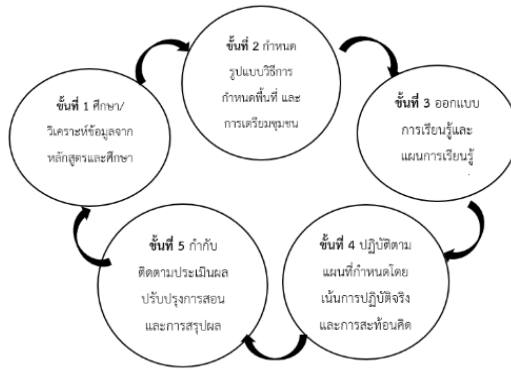 ขั้นที่ 1 ศึกษา/
วิเคราะห์ข้อมูลจาก
หลักสูตรและศึกษา
ขั้นที่ 2 กำหนด
รูปแบบวิธีการ
กำหนดพื้นที่ และ
การเตรียมชุมชน
ขั้นที่ 3 ออกแบบ
การเรียนรู้และ
แผนการเรียนรู้
ขั้นที่ 4 ปฏิบัติตาม
แผนที่กำหนดโดย
เน้นการปฏิบัติจริง
และการสะท้อนคิด
ขั้นที่ 5 กำกับ
ติดตามประเมินผล
ปรับปรุงการสอน
และการสรุปผล